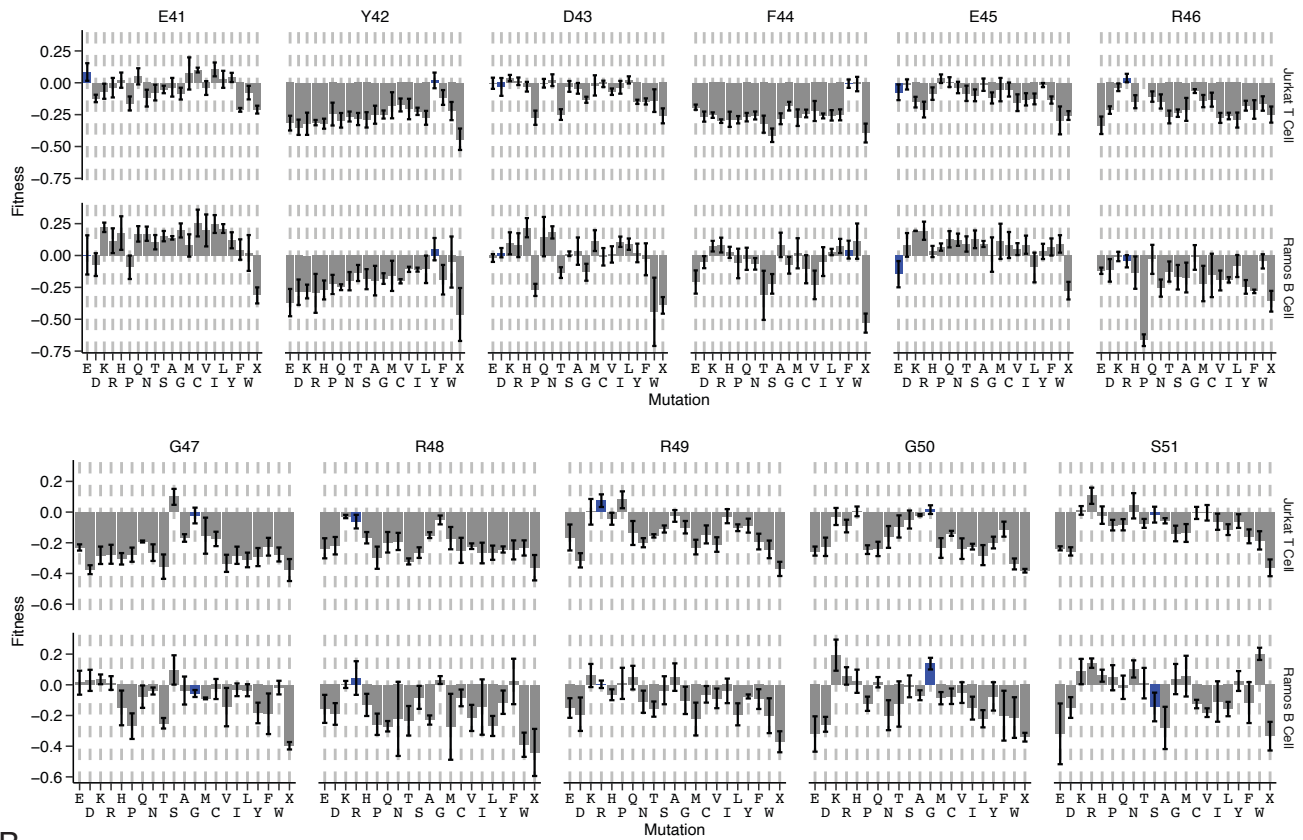 E41 Y42 D43 F44 E45 R46
0.25
0.00
−0.25
−0.50
−0.75
Jurkat T Cell
Fitness
0.25
0.00
−0.25
−0.50
−0.75
Ramos B Cell
E K H Q T A M V L F X E K H Q T A M V L F X E K H Q T A M V L F X E K H Q T A M V L F X E K H Q T A M V L F X E K H Q T A M V L F X
D R P N S G C I Y W D R P N S G C I Y W D R P N S G C I Y W D R P N S G C I Y W D R P N S G C I Y W D R P N S G C I Y W
Mutation
G47 R48 R49 G50 S51
0.2
0.0
−0.2
−0.4
−0.6
Jurkat T Cell
Fitness
0.2
0.0
−0.2
−0.4
−0.6
Ramos B Cell
E K H Q T A M V L F X E K H Q T A M V L F X E K H Q T A M V L F X E K H Q T A M V L F X E K H Q T A M V L F X
D R P N S G C I Y W D R P N S G C I Y W D R P N S G C I Y W D R P N S G C I Y W D R P N S G C I Y W
Mutation